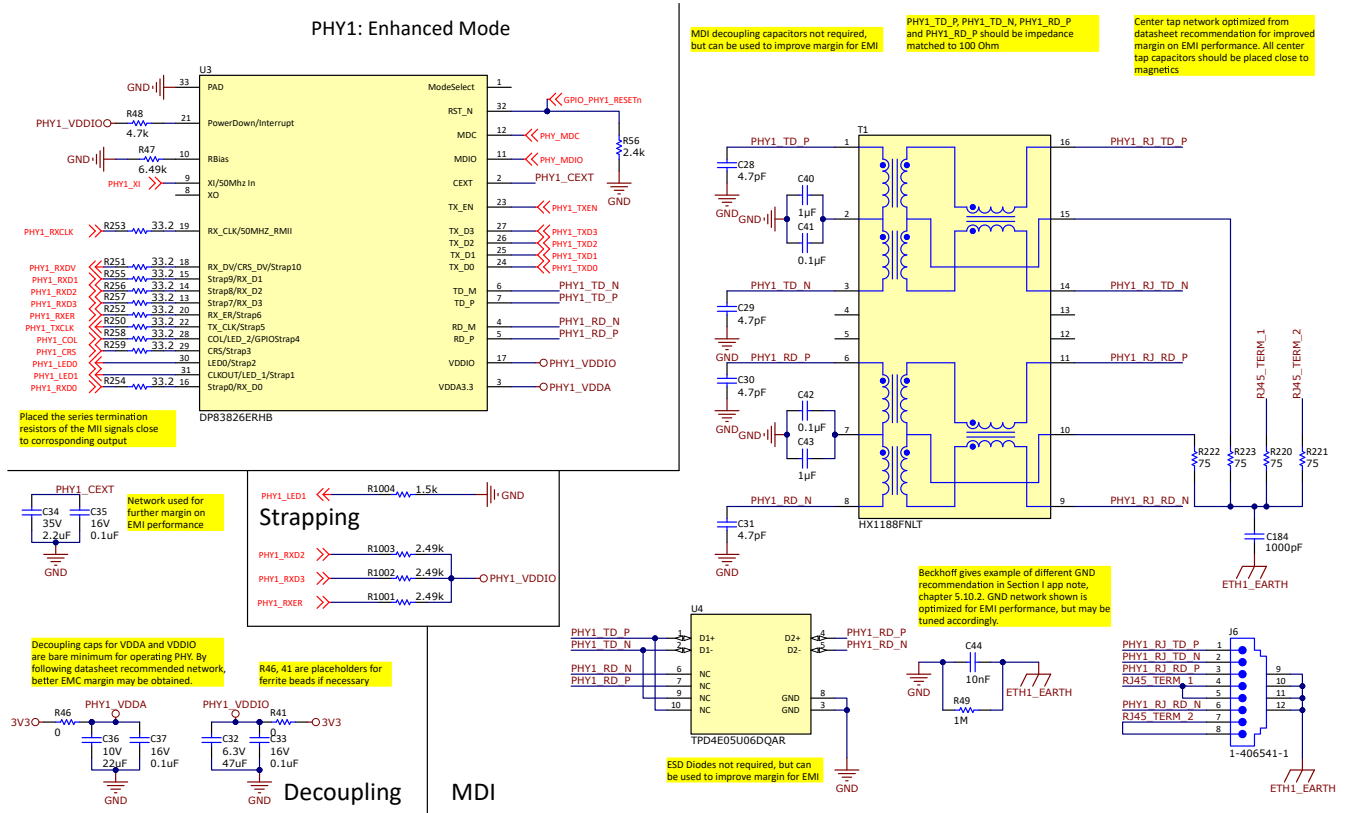 PHY1: Enhanced Mode
U3
GND
33
PAD
ModeSelect
1
RST_N
32
GPIO_PHY1_RESETn
R56
2.4k
GND
PHY1_VDDIO
R48
4.7k
21
PowerDown/Interrupt
MDC
12
PHY_MDC
GND
R47
6.49k
10
RBias
MDIO
11
PHY_MDIO
PHY1_XI
9
XI/50Mhz In
8
XO
CEXT
2
PHY1_CEXT
TX_EN
23
PHY1_TXEN
PHY1_RXCLK
R253
33.2
19
RX_CLK/50MHZ_RMII
TX_D3
27
PHY1_TXD3
TX_D2
26
PHY1_TXD2
TX_D1
25
PHY1_TXD1
TX_D0
24
PHY1_TXD0
PHY1_RXDV
R251
33.2
18
RX_DV/CRS_DV/Strap10
PHY1_RXD1
R255
33.2
15
Strap9/RX_D1
PHY1_RXD2
R256
33.2
14
Strap8/RX_D2
PHY1_RXD3
R257
33.2
13
Strap7/RX_D3
PHY1_RXER
R252
33.2
20
RX_ER/Strap6
PHY1_TXCLK
R250
33.2
22
TX_CLK/Strap5
PHY1_COL
R258
33.2
28
COL/LED_2/GPIOStrap4
PHY1_CRS
R259
33.2
29
CRS/Strap3
PHY1_LED0
30
LED0/Strap2
PHY1_LED1
31
CLKOUT/LED_1/Strap1
PHY1_RXD0
R254
33.2
16
Strap0/RX_D0
TD_M
6
PHY1_TD_N
TD_P
7
PHY1_TD_P
RD_M
4
PHY1_RD_N
RD_P
5
PHY1_RD_P
VDDIO
17
PHY1_VDDIO
VDDA3.3
3
PHY1_VDDA
DP83826ERHB
Placed the series termination
resistors of the MII signals close
to corrosponding output
MDI decoupling capacitors not required,
but can be used to improve margin for EMI
PHY1_TD_P, PHY1_TD_N, PHY1_RD_P
and PHY1_RD_P should be impedance
matched to 100 Ohm
Center tap network optimized from
datasheet recommendation for improved
margin on EMI performance. All center
tap capacitors should be placed close to
magnetics
T1
PHY1_TD_P
1
16
PHY1_RJ_TD_P
C28
4.7pF
GND
GND
C40
1µF
C41
0.1µF
2
15
PHY1_TD_N
3
14
PHY1_RJ_TD_N
C29
4.7pF
GND
4
13
5
12
PHY1_RD_P
6
11
PHY1_RJ_RD_P
C30
4.7pF
GND
GND
C42
0.1µF
C43
1µF
7
10
PHY1_RD_N
8
9
PHY1_RJ_RD_N
C31
4.7pF
GND
HX1188FNLT
RJ45_TERM_1
RJ45_TERM_2
R222
75
R223
75
R220
75
R221
75
C184
1000pF
ETH1_EARTH
PHY1_CEXT
C34
35V
2.2uF
C35
16V
0.1uF
GND
Network used for
further margin on
EMI performance
PHY1_LED1
R1004
1.5k
GND
Strapping
PHY1_RXD2
R1003
2.49k
PHY1_RXD3
R1002
2.49k
PHY1_VDDIO
PHY1_RXER
R1001
2.49k
Decoupling caps for VDDA and VDDIO
are bare minimum for operating PHY. By
following datasheet recommended network,
better EMC margin may be obtained.
R46, 41 are placeholders for
ferrite beads if necessary
3V3
R46
0
PHY1_VDDA
C36
10V
22µF
C37
16V
0.1uF
GND
PHY1_VDDIO
R41
0
3V3
C32
6.3V
47uF
C33
16V
0.1uF
GND
Decoupling
MDI
U4
PHY1_TD_P
1
D1+
D2+
4
PHY1_RD_P
PHY1_TD_N
2
D1-
D2-
5
PHY1_RD_N
PHY1_RD_N
6
NC
PHY1_RD_P
7
NC
9
NC
GND
8
10
NC
GND
3
TPD4E05U06DQAR
GND
ESD Diodes not required, but can
be used to improve margin for EMI
Beckhoff gives example of different GND
recommendation in Section I app note,
chapter 5.10.2. GND network shown is
optimized for EMI performance, but may be
tuned accordingly.
C44
10nF
GND
ETH1_EARTH
R49
1M
J6
PHY1_RJ_TD_P
1
PHY1_RJ_TD_N
2
PHY1_RJ_RD_P
3
RJ45_TERM_1
4
5
PHY1_RJ_RD_N
6
RJ45_TERM_2
7
8
9
10
11
12
1-406541-1
ETH1_EARTH